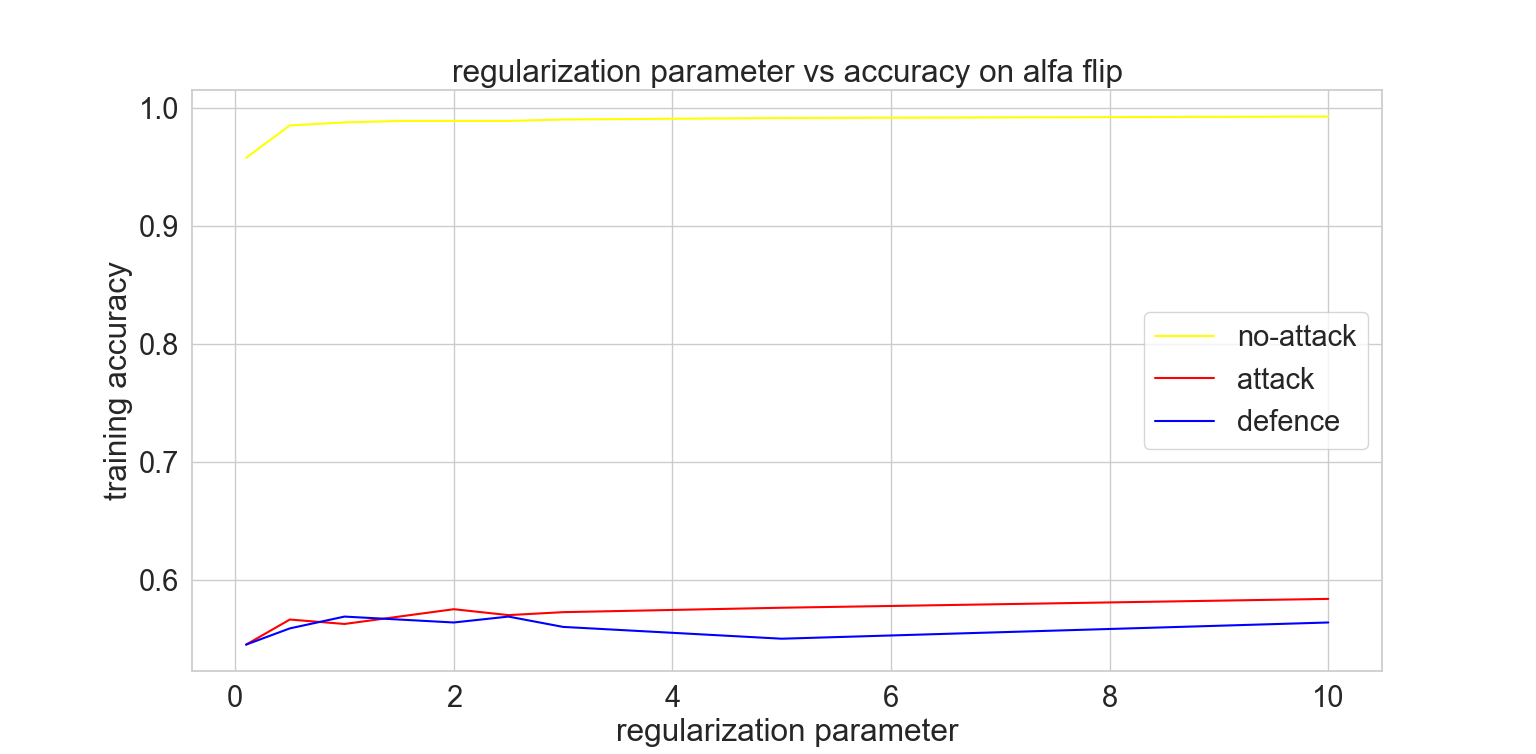 regularization parameter vs accuracy on alfa flip
1.0
0.9
0.8
0.7
0.6
training accuracy
no-attack
attack
defence
0 2 4 6 8 10
regularization parameter